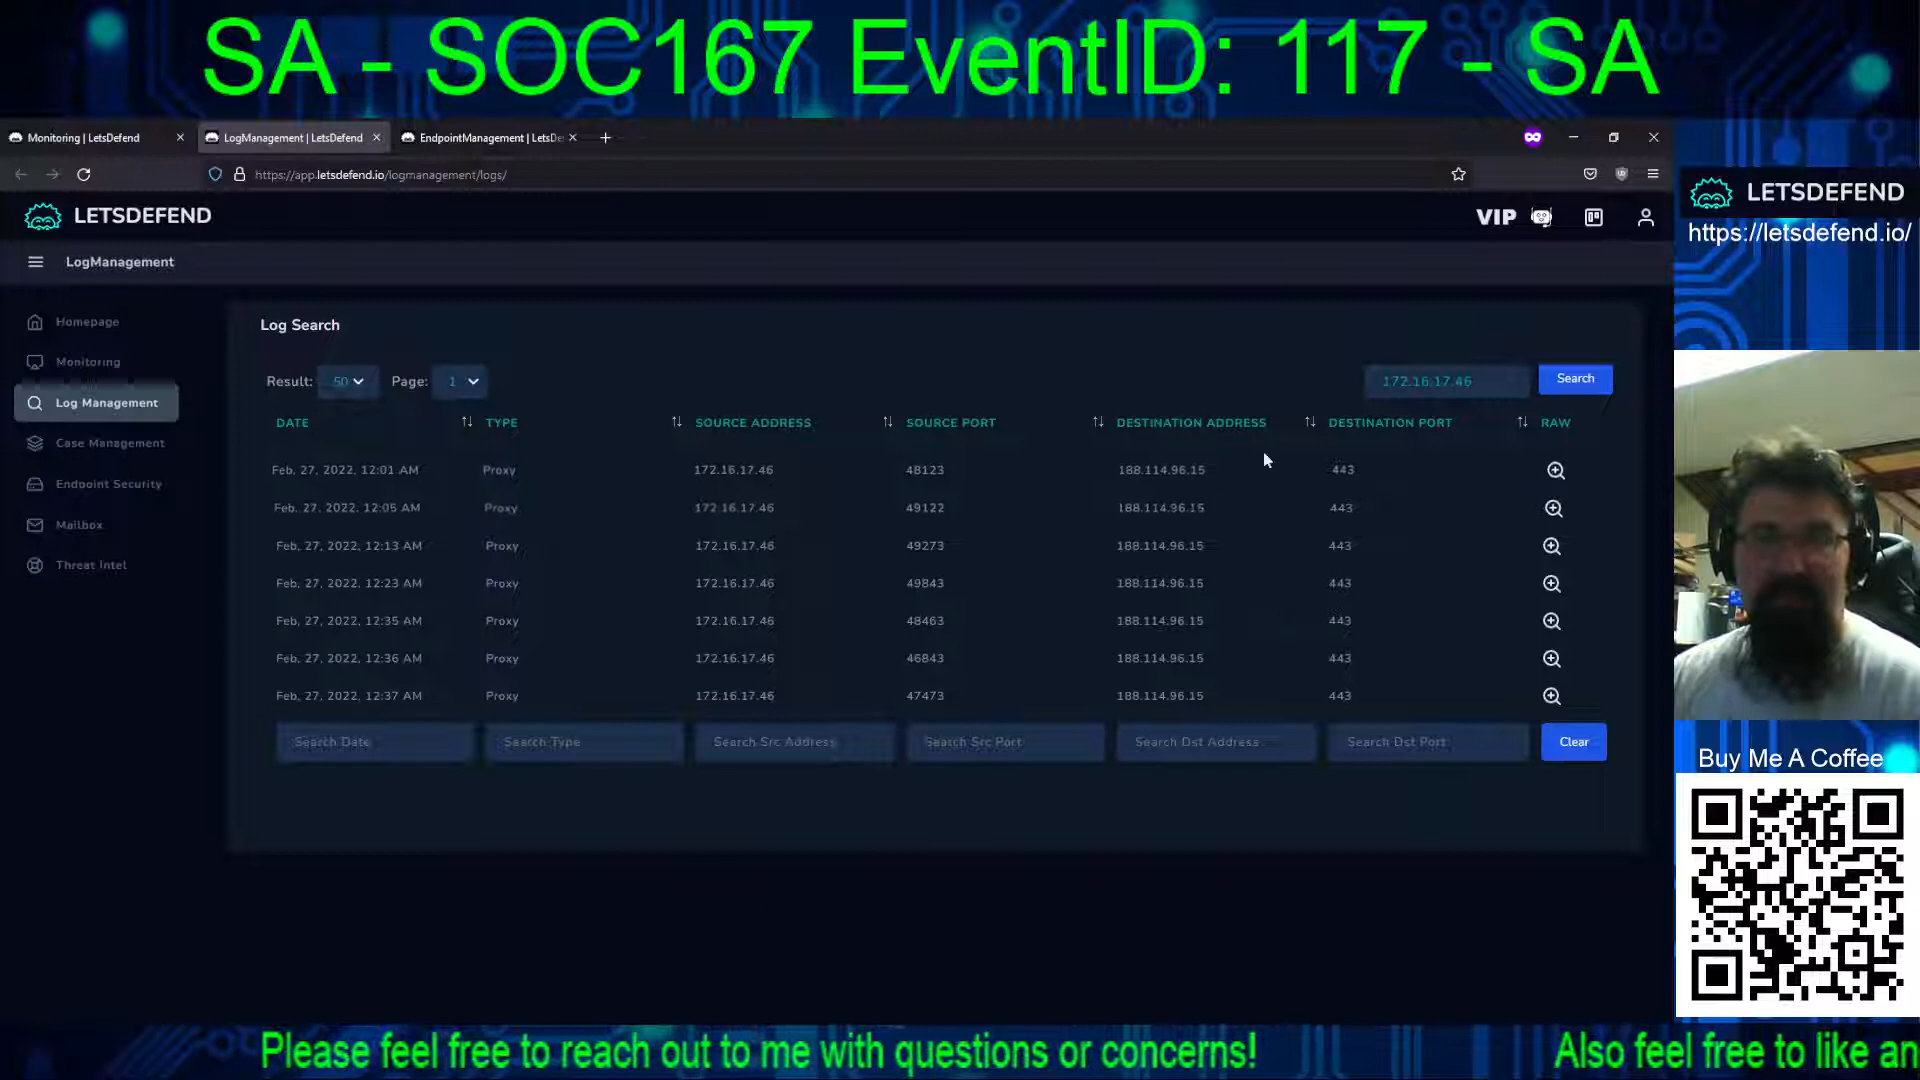 SA - SOC167 EventID: 117 - SA
Monitoring | LetsDefend
LogManagement | LetsDefend
EndpointManagement | LetsDe
https://app.letsdefend.io/logmanagement/logs/
LETSDEFEND
VIP
LETSDEFEND
https://letsdefend.io/
LogManagement
Homepage
Monitoring
Log Management
Case Management
Endpoint Security
Mailbox
Threat Intel
Log Search
Result: 50 Page: 1
172.16.17.46 Search
DATE TYPE SOURCE ADDRESS SOURCE PORT DESTINATION ADDRESS DESTINATION PORT RAW
Feb. 27, 2022, 12:01 AM Proxy 172.16.17.46 48123 188.114.96.15 443
Feb. 27, 2022, 12:05 AM Proxy 172.16.17.46 49122 188.114.96.15 443
Feb. 27, 2022, 12:13 AM Proxy 172.16.17.46 49273 188.114.96.15 443
Feb. 27, 2022, 12:23 AM Proxy 172.16.17.46 49843 188.114.96.15 443
Feb. 27, 2022, 12:35 AM Proxy 172.16.17.46 48463 188.114.96.15 443
Feb. 27, 2022, 12:36 AM Proxy 172.16.17.46 46843 188.114.96.15 443
Feb. 27, 2022, 12:37 AM Proxy 172.16.17.46 47473 188.114.96.15 443
Search Date Search Type Search Src Address Search Src Port Search Dst Address Search Dst Port Clear
Buy Me A Coffee
Please feel free to reach out to me with questions or concerns!
Also feel free to like an